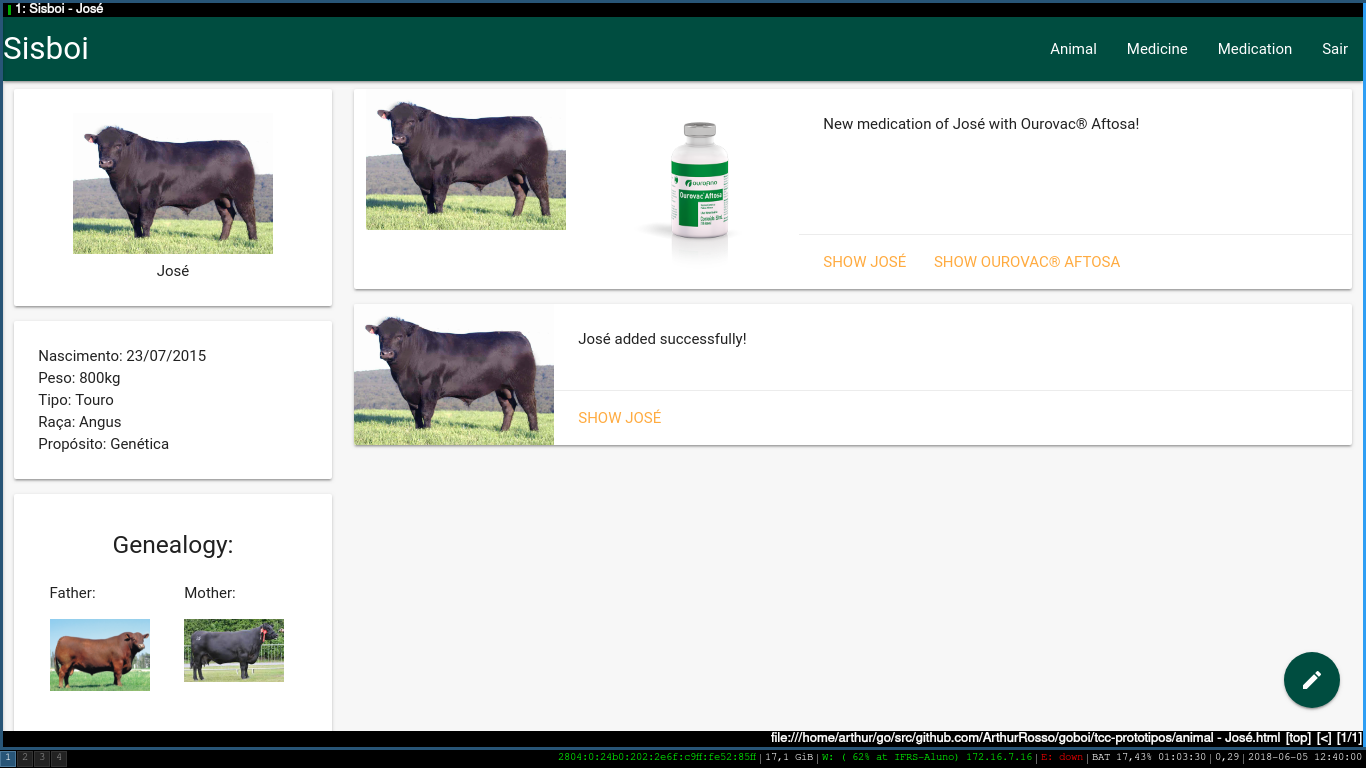 1: Sisboi - José
Sisboi
Animal Medicine Medication Sair
José
Nascimento: 23/07/2015
Peso: 800kg
Tipo: Touro
Raça: Angus
Propósito: Genética
Genealogy:
Father: Mother:
ourofino
Ourovac® Aftosa
New medication of José with Ourovac® Aftosa!
SHOW JOSÉ SHOW OUROVAC® AFTOSA
José added successfully!
SHOW JOSÉ
file:///home/arthur/go/src/github.com/ArthurRosso/goboi/tcc-prototipos/animal - José.html [top] [<] [1/1]
1 2 3 4 2804:0:24b0:202:2e6f:c9ff:fe52:85ff | 17,1 GiB | W: ( 62% at IFRS-Aluno) 172.16.7.16 | E: down | BAT 17,43% 01:03:30 | 0,29 | 2018-06-05 12:40:00